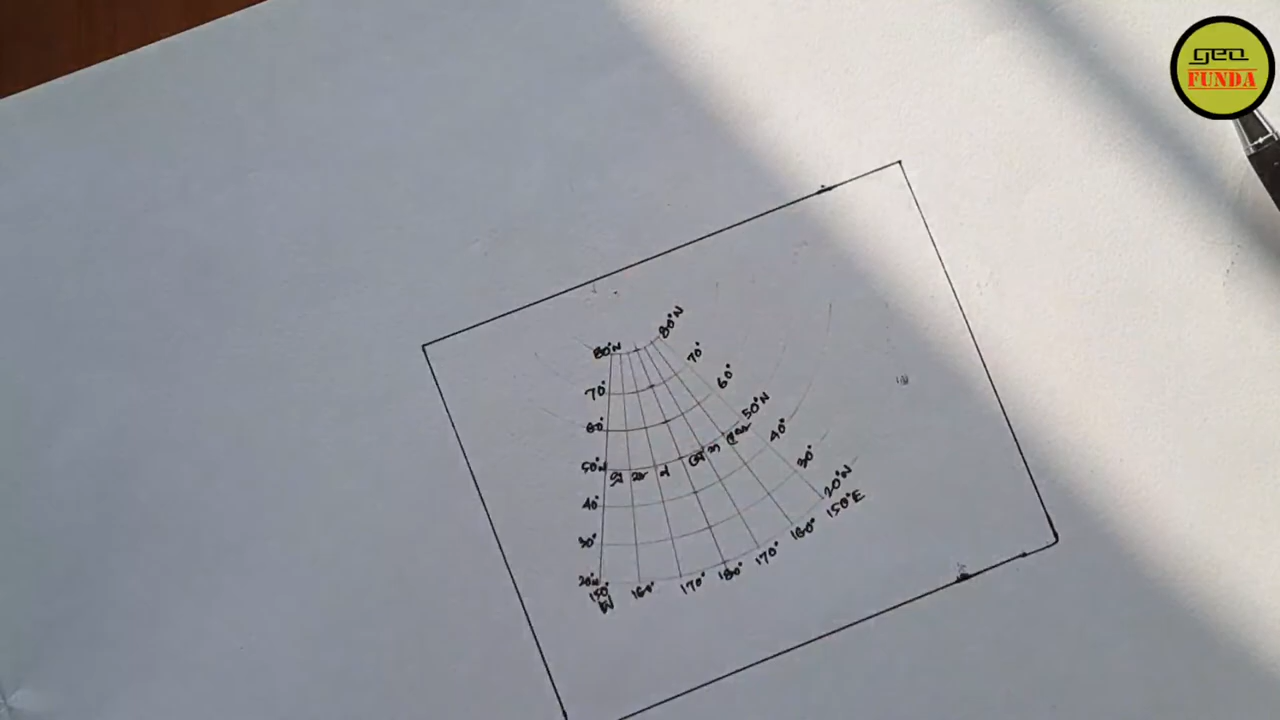 geo
FUNDA
80°N 80°N
70° 70°
60° 60°
50°N 50°N
40° 40°
30° 30°
20°N 20°N
150° 160° 170° 180° 170° 160° 150°E
W